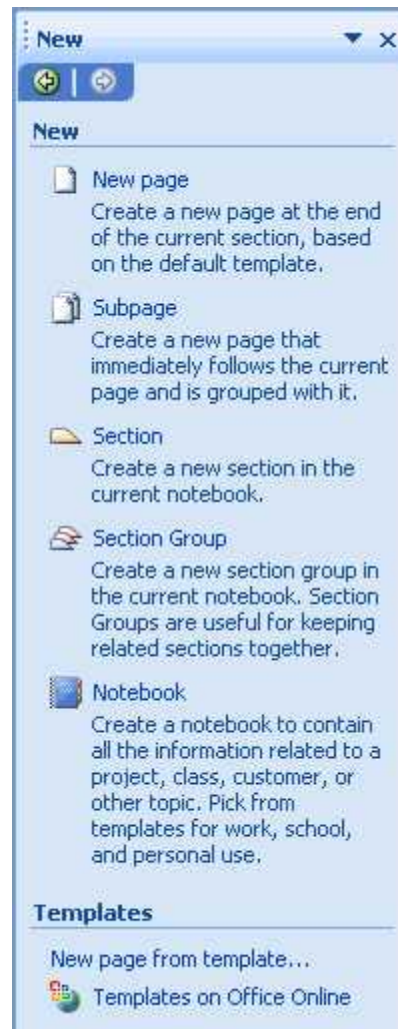 New
New
New page
Create a new page at the end
of the current section, based
on the default template.
Subpage
Create a new page that
immediately follows the current
page and is grouped with it.
Section
Create a new section in the
current notebook.
Section Group
Create a new section group in
the current notebook. Section
Groups are useful for keeping
related sections together.
Notebook
Create a notebook to contain
all the information related to a
project, class, customer, or
other topic. Pick from
templates for work, school,
and personal use.
Templates
New page from template...
Templates on Office Online